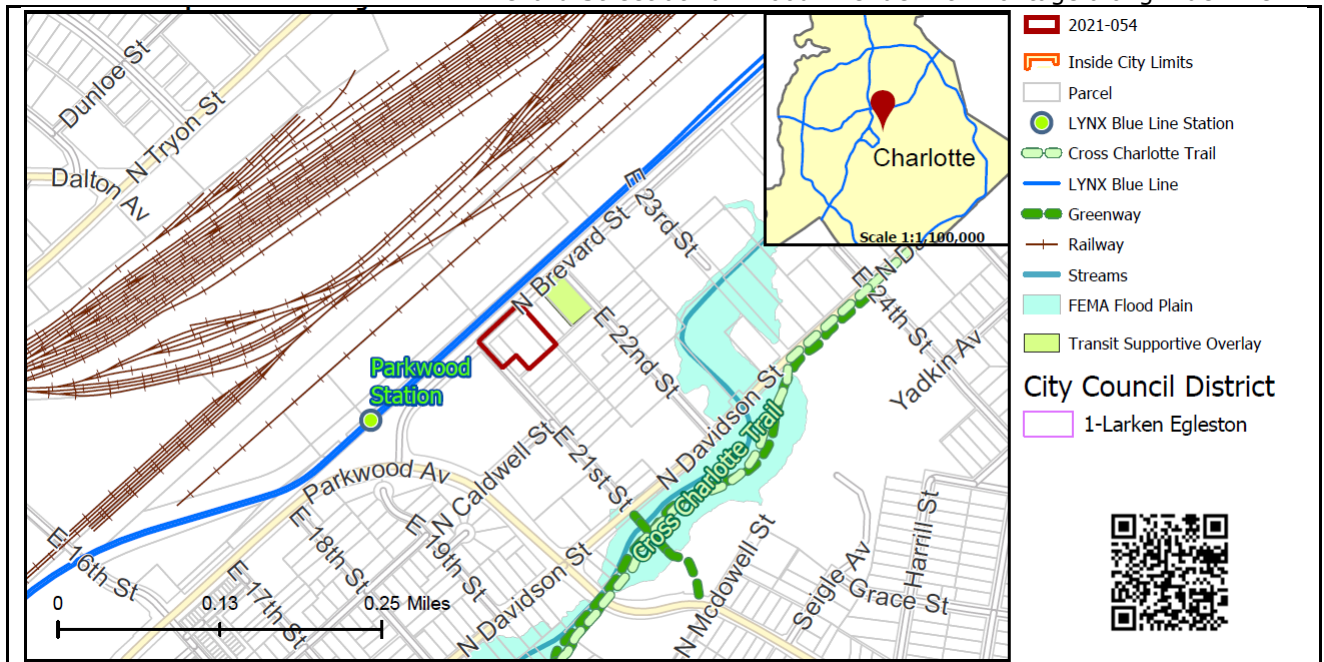 Dunloe St
N Tryon St
Dalton Av
E 23rd St
N Brevard St
E 22nd St
E 24th St
N Da
Yadkin Av
Parkwood
Station
N Davidson St
Cross Charlotte Trail
E 21st St
N Caldwell St
Parkwood Av
E 19th St
E 18th St
E 17th St
E 16th St
N Davidson St
N Mcdowell St
Seigle Av
Harrill St
Grace St
0 0.13 0.25 Miles
Charlotte
Scale 1:1,100,000
2021-054
Inside City Limits
Parcel
LYNX Blue Line Station
Cross Charlotte Trail
LYNX Blue Line
Greenway
Railway
Streams
FEMA Flood Plain
Transit Supportive Overlay
City Council District
1-Larken Egleston